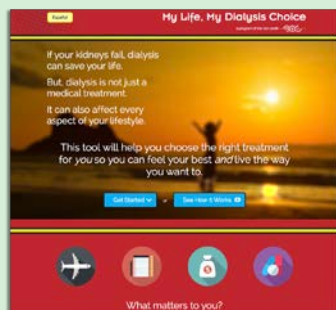 Español
My Life, My Dialysis Choice
If your kidneys fail, dialysis
can save your life.
But, dialysis is not just a
medical treatment.
It can also affect every
aspect of your lifestyle.
This tool will help you choose the right treatment
for you so you can feel your best and live the way
you want to.
Get Started
or
See How It Works
What matters to you?